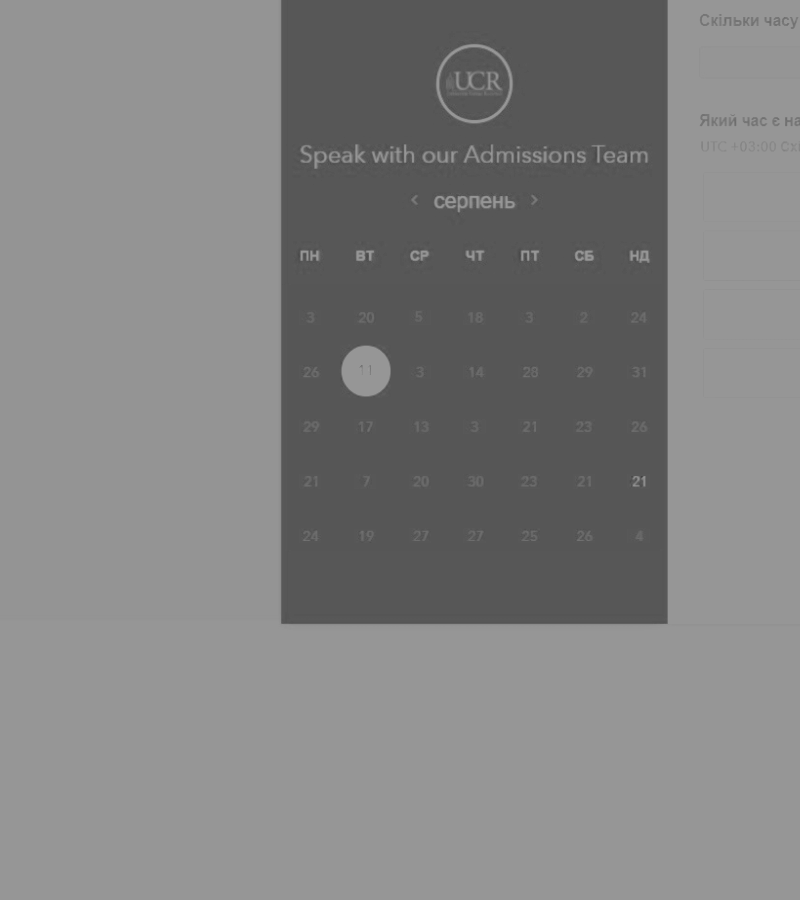 UCR
Speak with our Admissions Team
< серпень >
ПН ВТ СР ЧТ ПТ СБ НД
3 20 5 18 3 2 24
26 11 3 14 28 29 31
29 17 13 3 21 23 26
21 7 20 30 23 21 21
24 19 27 27 25 26 4
Скільки часу
Який час є
UTC +03:00